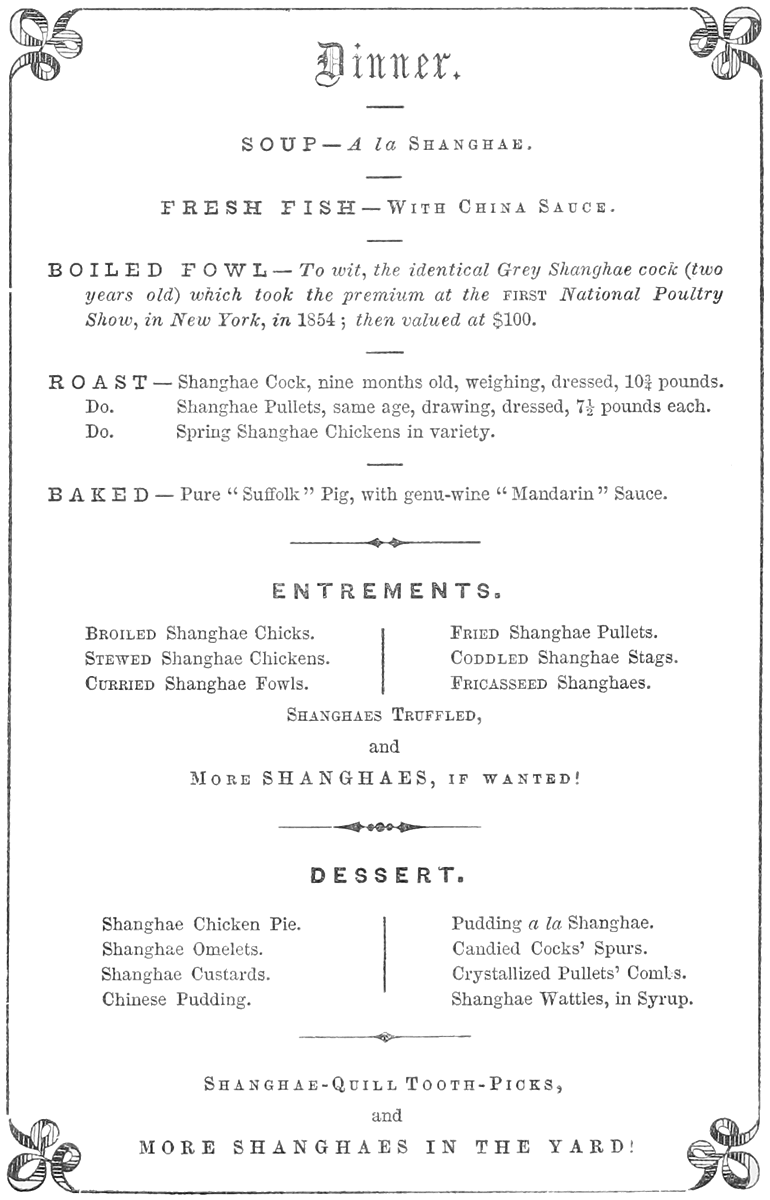 Dinner.
SOUP—A la SHANGHAE.
FRESH FISH—WITH CHINA SAUCE.
BOILED FOWL—To wit, the identical Grey Shanghae cock (two
years old) which took the premium at the FIRST National Poultry
Show, in New York, in 1854; then valued at $100.
ROAST—Shanghae Cock, nine months old, weighing, dressed, 10¾ pounds.
Do. Shanghae Pullets, same age, drawing, dressed, 7½ pounds each.
Do. Spring Shanghae Chickens in variety.
BAKED—Pure “Suffolk” Pig, with genu-wine “Mandarin” Sauce.
ENTREMENTS.
BROILED Shanghae Chicks.
STEWED Shanghae Chickens.
CURRIED Shanghae Fowls.
FRIED Shanghae Pullets.
CODDLED Shanghae Stags.
FRICASSEED Shanghaes.
SHANGHAES TRUFFLED,
and
MORE SHANGHAES, IF WANTED!
DESSERT.
Shanghae Chicken Pie.
Shanghae Omelets.
Shanghae Custards.
Chinese Pudding.
Pudding a la Shanghae.
Candied Cocks’ Spurs.
Crystallized Pullets’ Combs.
Shanghae Wattles, in Syrup.
SHANGHAE-QUILL TOOTH-PICKS,
and
MORE SHANGHAES IN THE YARD!